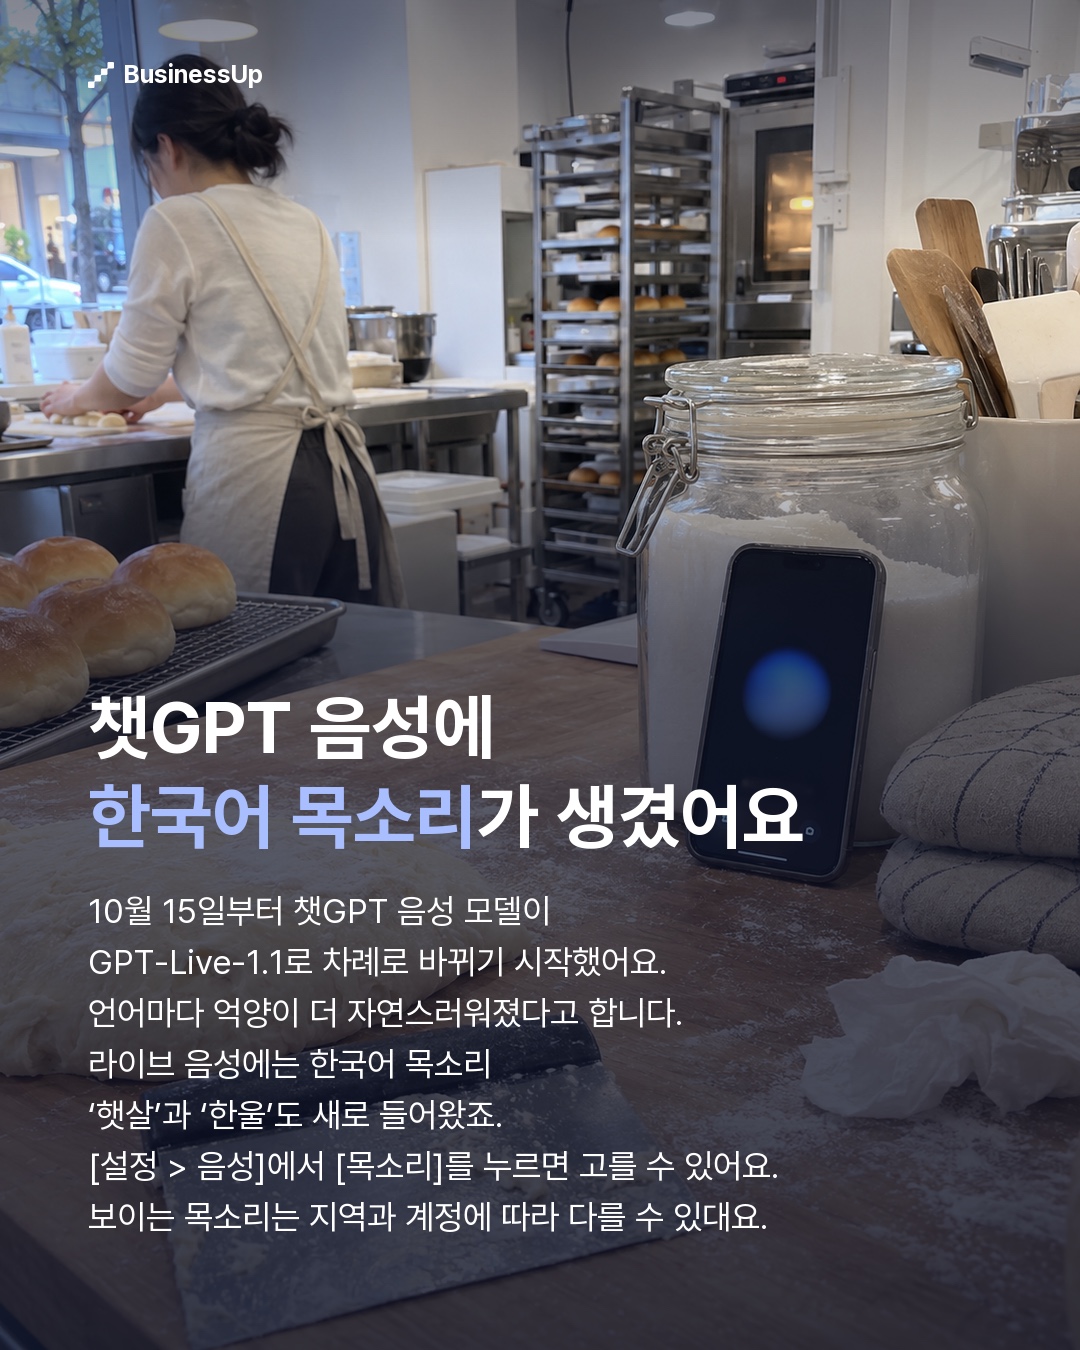 BusinessUp
챗GPT 음성에
한국어 목소리가 생겼어요
10월 15일부터 챗GPT 음성 모델이
GPT-Live-1.1로 차례로 바뀌기 시작했어요.
언어마다 억양이 더 자연스러워졌다고 합니다.
라이브 음성에는 한국어 목소리
‘햇살’과 ‘한울’도 새로 들어왔죠.
[설정 > 음성]에서 [목소리]를 누르면 고를 수 있어요.
보이는 목소리는 지역과 계정에 따라 다를 수 있대요.